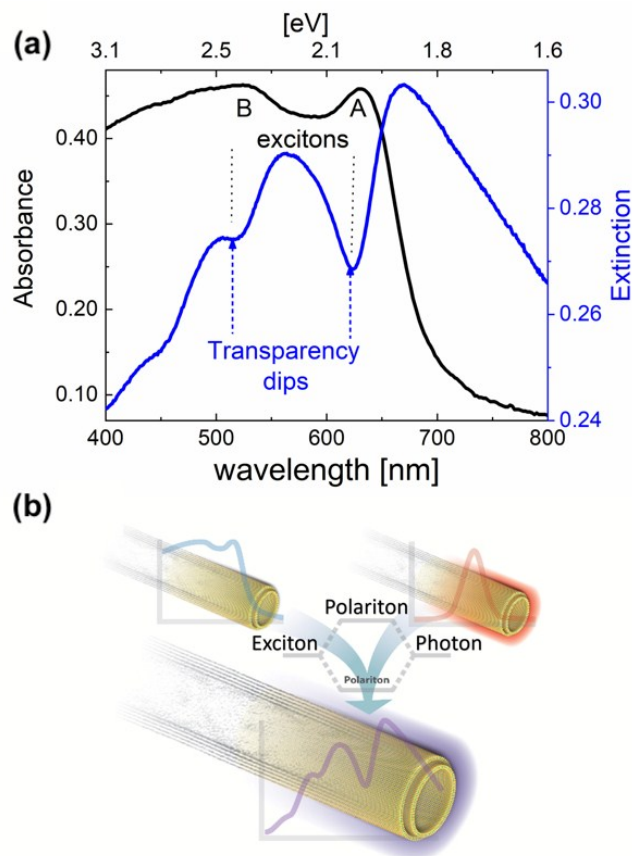 (a)
[eV]
3.1 2.5 2.1 1.8 1.6
B A
excitons
0.40
0.30
0.20
0.10
Absorbance
0.30
0.28
0.26
0.24
Extinction
Transparency
dips
400 500 600 700 800
wavelength [nm]
(b)
Polariton
Exciton Photon
Polariton